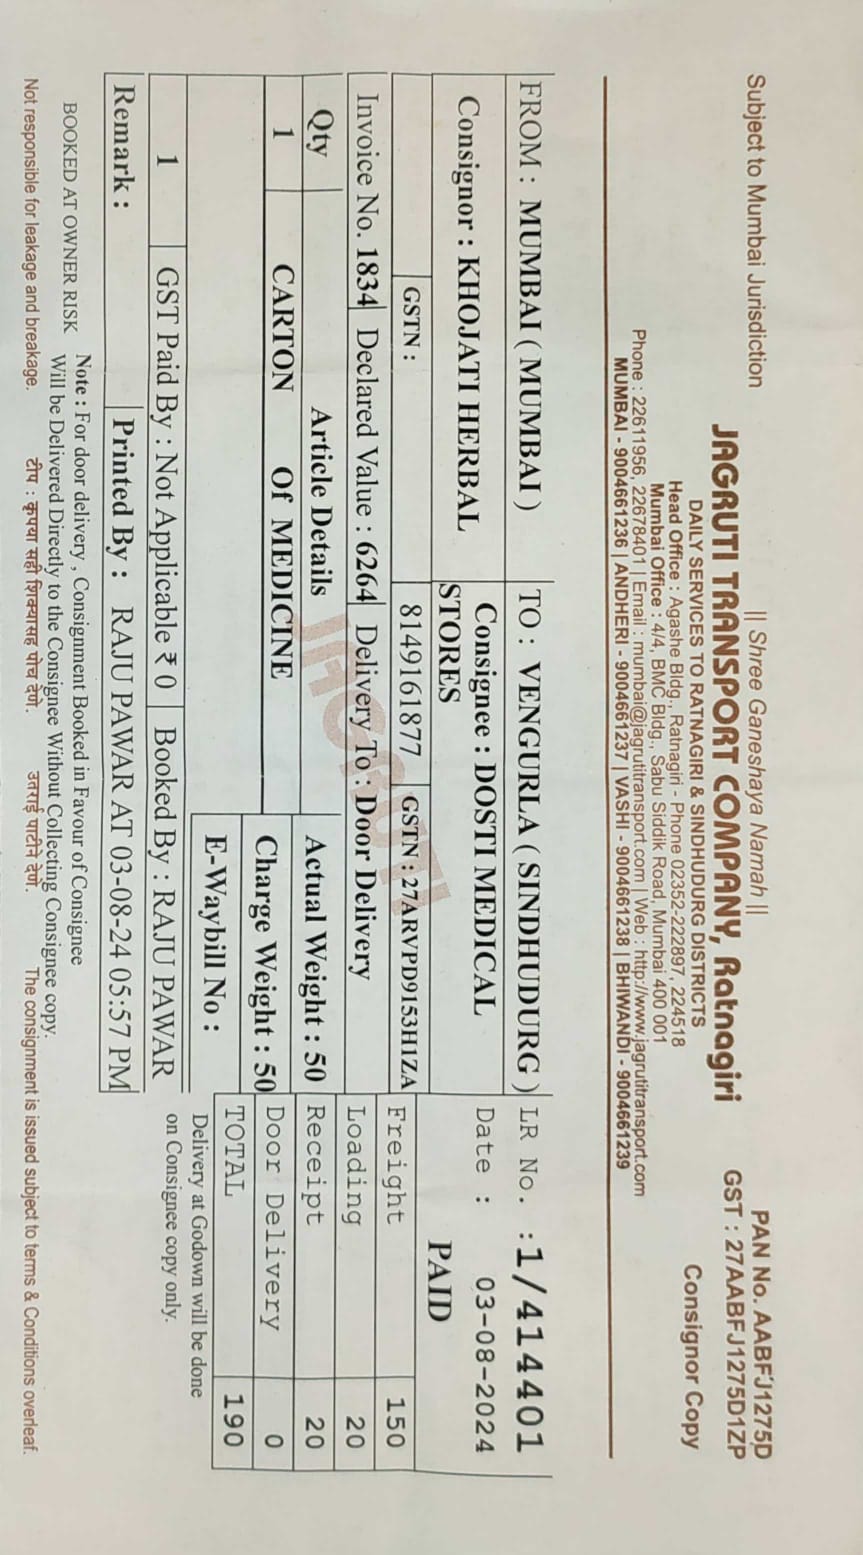 || Shree Ganeshaya Namah ||
Subject to Mumbai Jurisdiction
PAN No. AABFJ1275D
JAGRUTI TRANSPORT COMPANY, Ratnagiri
GST : 27AABFJ1275D1ZP
DAILY SERVICES TO RATNAGIRI & SINDHUDURG DISTRICTS
Consignor Copy
Head Office : Agashe Bldg., Ratnagiri - Phone 02352-222897, 224518
Mumbai Office : 4/4, BMC Bldg., Sabu Siddik Road, Mumbai 400 001
Phone : 22611956, 22678401 | Email : mumbai@jagrutitransport.com | Web : http://www.jagrutitransport.com
MUMBAI - 9004661236 | ANDHERI - 9004661237 | VASHI - 9004661238 | BHIWANDI - 9004661239
FROM : MUMBAI ( MUMBAI ) TO : VENGURLA ( SINDHUDURG ) LR No. :1/414401
Consignor : KHOJATI HERBAL Consignee : DOSTI MEDICAL Date : 03-08-2024
STORES PAID
GSTN : 8149161877 GSTN : 27ARVPD9153H1ZA Freight 150
Invoice No. 1834 Declared Value : 6264 Delivery To : Door Delivery Loading 20
Qty Article Details Actual Weight : 50 Receipt 20
1 CARTON Of MEDICINE Charge Weight : 50 Door Delivery 0
E-Waybill No : TOTAL 190
JAGRUTI
Delivery at Godown will be done
on Consignee copy only.
1 GST Paid By : Not Applicable ₹ 0 Booked By : RAJU PAWAR
Remark : Printed By : RAJU PAWAR AT 03-08-24 05:57 PM
Note : For door delivery , Consignment Booked in Favour of Consignee
BOOKED AT OWNER RISK Will be Delivered Directly to the Consignee Without Collecting Consignee copy.
Not responsible for leakage and breakage. टीप : कृपया सही शिक्यासह पोच देणे. उतराई पार्टीने देणे. The consignment is issued subject to terms & Conditions overleaf.